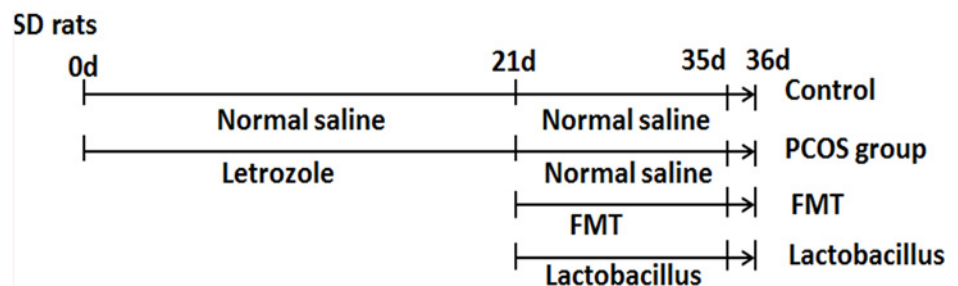 SD rats
0d 21d 35d 36d
Control
Normal saline Normal saline
PCOS group
Letrozole Normal saline
FMT
FMT
Lactobacillus
Lactobacillus